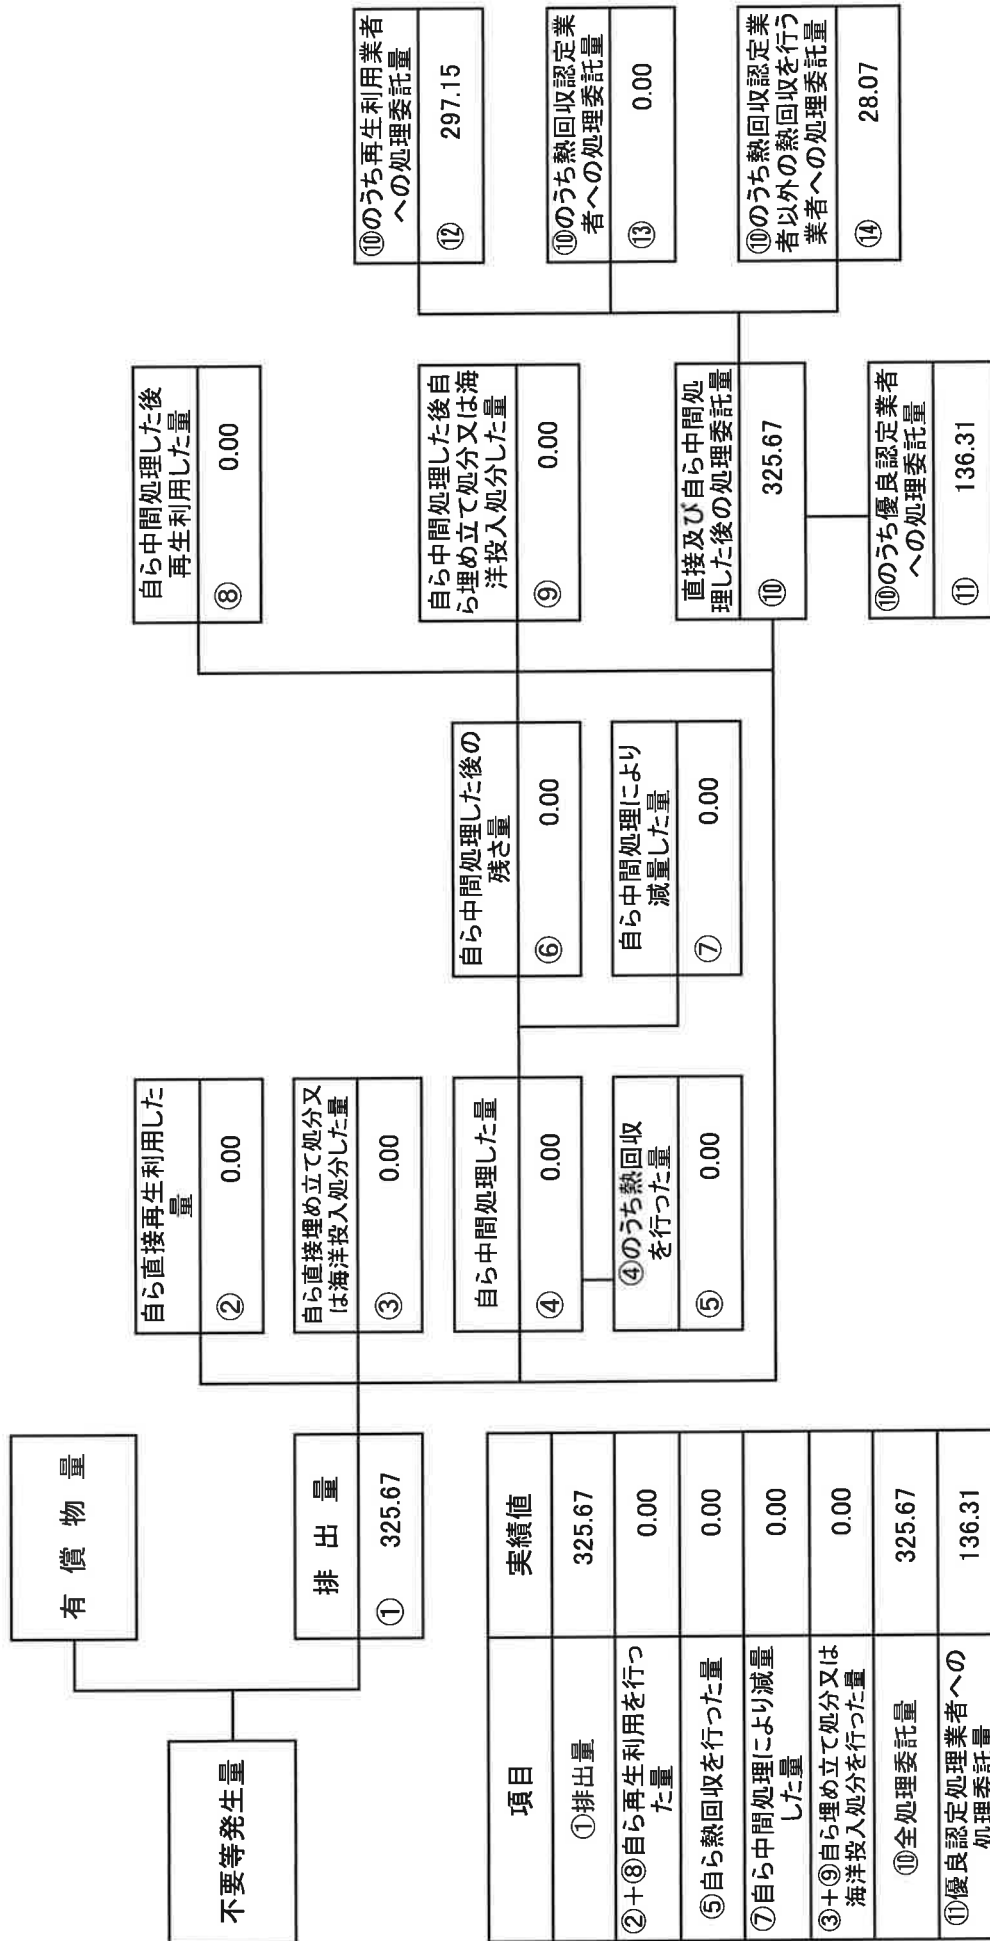 不要等発生量
有償物量
排出量
① 325.67
自ら直接再生利用した
量
② 0.00
自ら直接埋め立て処分又
は海洋投入処分した量
③ 0.00
自ら中間処理した量
④ 0.00
④のうち熱回収
を行った量
⑤ 0.00
自ら中間処理した後の
残さ量
⑥ 0.00
自ら中間処理により
減量した量
⑦ 0.00
自ら中間処理した後
再生利用した量
⑧ 0.00
自ら中間処理した後自
ら埋め立て処分又は海
洋投入処分した量
⑨ 0.00
直接及び自ら中間処
理した後の処理委託量
⑩ 325.67
⑩のうち優良認定業者
への処理委託量
⑪ 136.31
⑩のうち再生利用業者
への処理委託量
⑫ 297.15
⑩のうち熱回収認定業
者への処理委託量
⑬ 0.00
⑩のうち熱回収認定業
者以外の熱回収を行う
業者への処理委託量
⑭ 28.07
項目 実績値
①排出量 325.67
②+⑧自ら再生利用を行っ
た量 0.00
⑤自ら熱回収を行った量 0.00
⑦自ら中間処理により減量
した量 0.00
③+⑨自ら埋め立て処分又は
海洋投入処分を行った量 0.00
⑩全処理委託量 325.67
⑪優良認定処理業者への
処理委託量 136.31